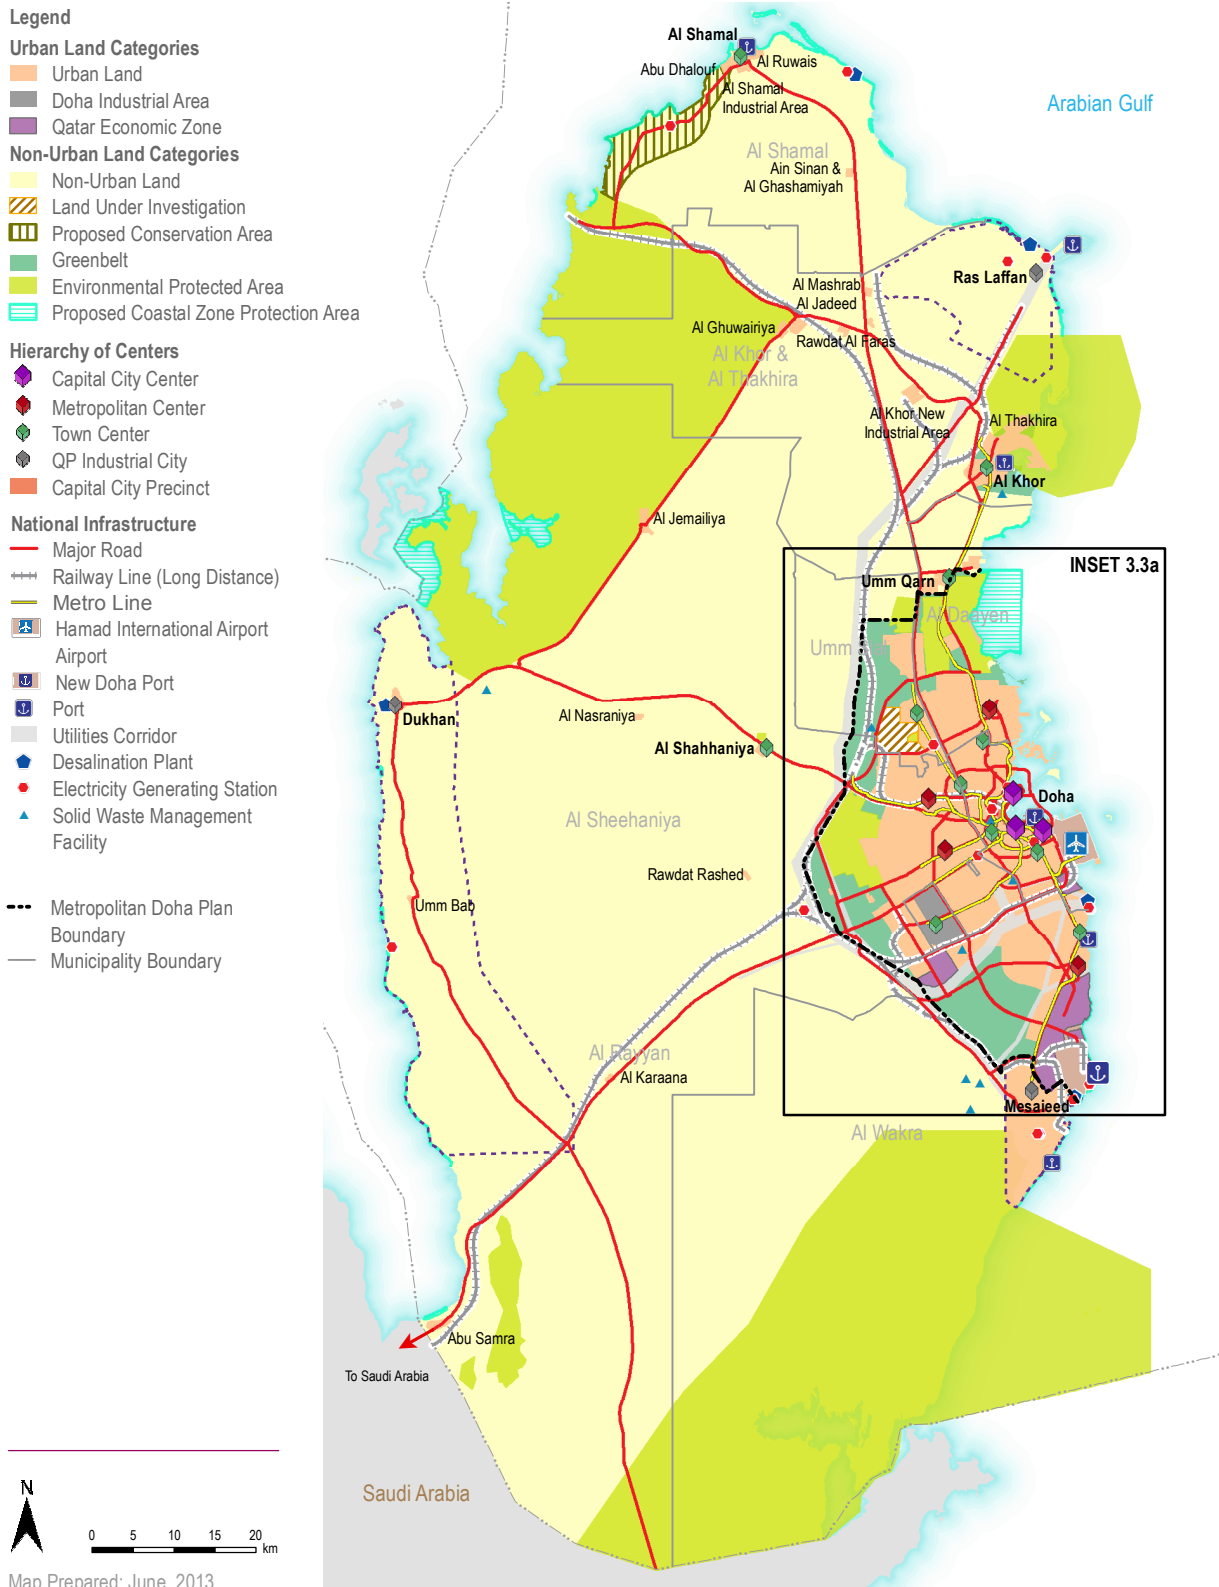 Legend
Urban Land Categories
Urban Land
Doha Industrial Area
Qatar Economic Zone
Non-Urban Land Categories
Non-Urban Land
Land Under Investigation
Proposed Conservation Area
Greenbelt
Environmental Protected Area
Proposed Coastal Zone Protection Area
Hierarchy of Centers
Capital City Center
Metropolitan Center
Town Center
QP Industrial City
Capital City Precinct
National Infrastructure
Major Road
Railway Line (Long Distance)
Metro Line
Hamad International Airport
Airport
New Doha Port
Port
Utilities Corridor
Desalination Plant
Electricity Generating Station
Solid Waste Management
Facility
Metropolitan Doha Plan
Boundary
Municipality Boundary
N
0 5 10 15 20
km
Map Prepared: June, 2013
Al Shamal
Abu Dhalouf
Al Ruwais
Al Shamal
Industrial Area
Arabian Gulf
Al Shamal
Ain Sinan &
Al Ghashamiyah
Ras Laffan
Al Mashrab
Al Jadeed
Al Ghuwairiya
Rawdat Al Faras
Al Khor &
Al Thakhira
Al Khor New
Industrial Area
Al Thakhira
Al Khor
Al Jemailiya
INSET 3.3a
Umm Qarn
Al Daayen
Umm
Dukhan
Al Nasraniya
Al Shahhaniya
Doha
Al Sheehaniya
Rawdat Rashed
Umm Bab
Al Rayyan
Al Karaana
Mesaieed
Al Wakra
Abu Samra
To Saudi Arabia
Saudi Arabia